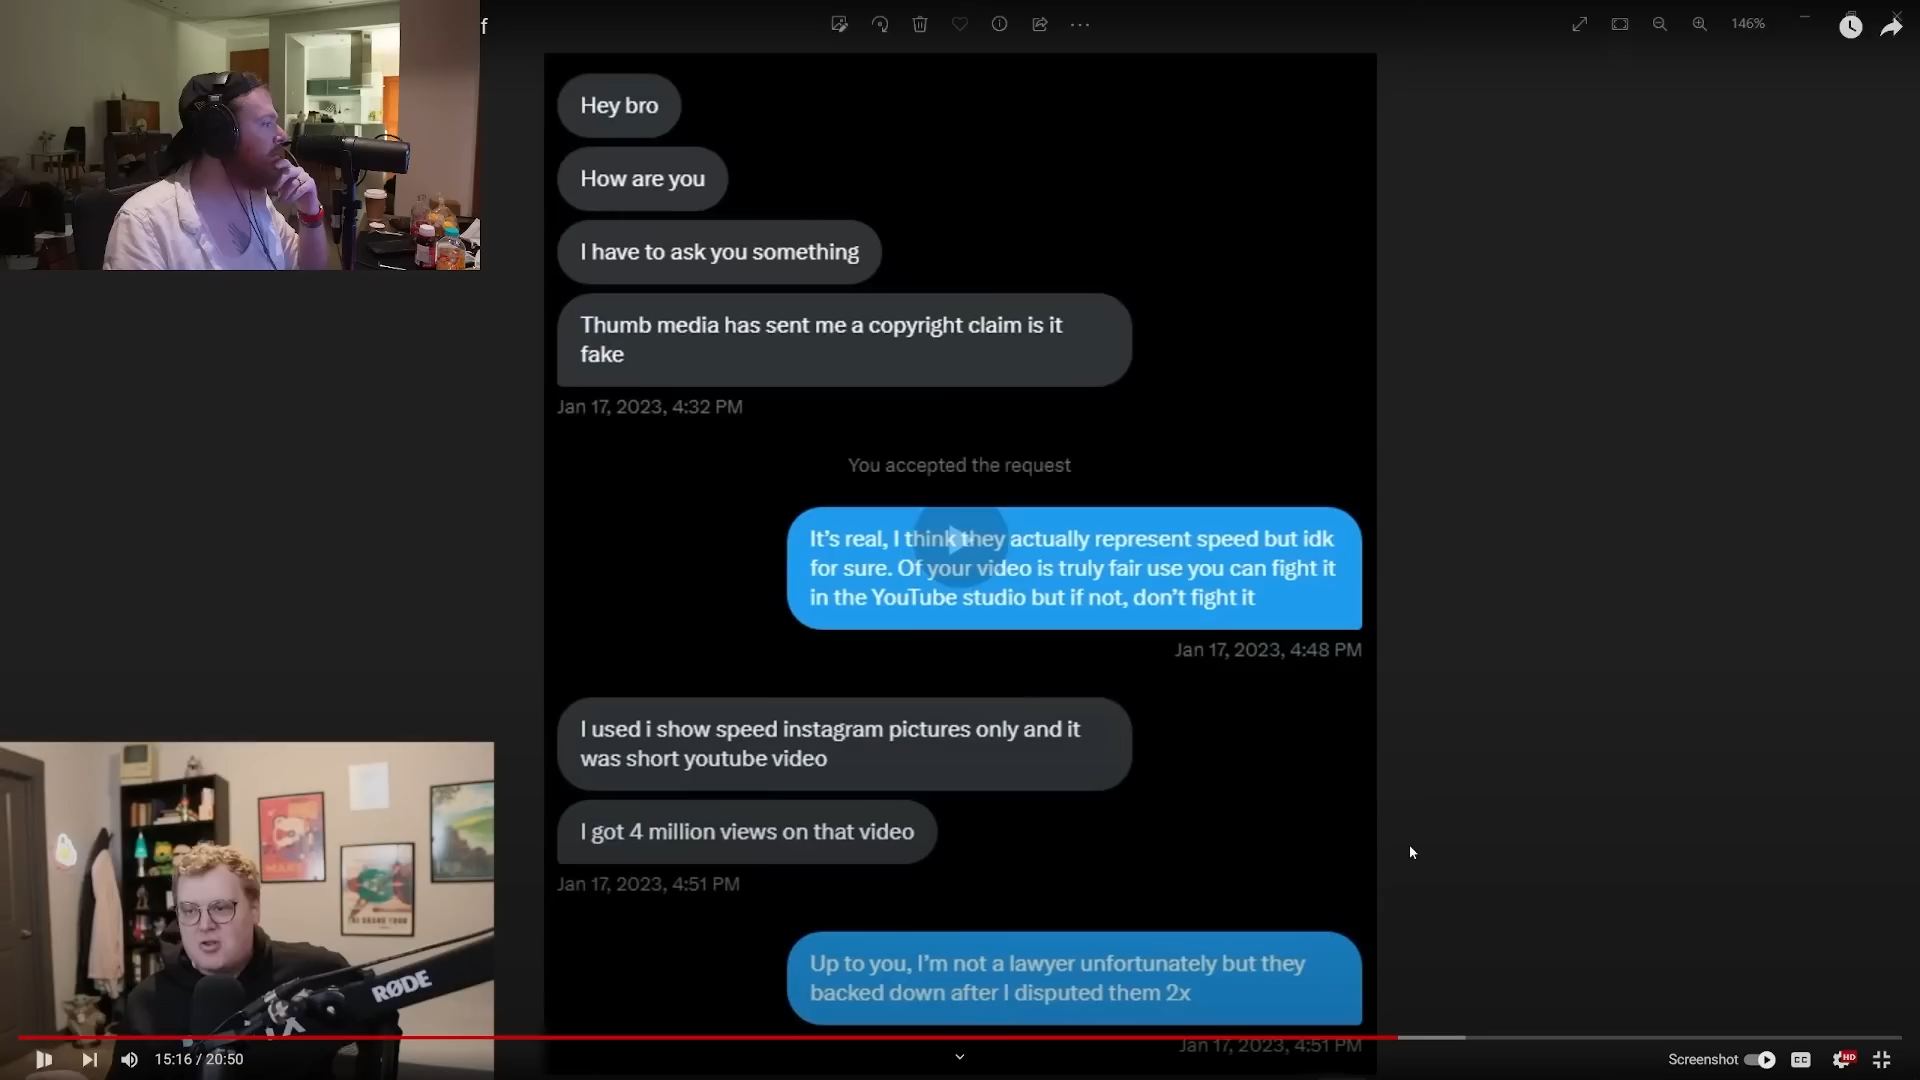 f
146%
Hey bro
How are you
I have to ask you something
Thumb media has sent me a copyright claim is it
fake
Jan 17, 2023, 4:32 PM
You accepted the request
It’s real, I think they actually represent speed but idk
for sure. Of your video is truly fair use you can fight it
in the YouTube studio but if not, don’t fight it
Jan 17, 2023, 4:48 PM
I used i show speed instagram pictures only and it
was short youtube video
I got 4 million views on that video
Jan 17, 2023, 4:51 PM
Up to you, I’m not a lawyer unfortunately but they
backed down after I disputed them 2x
Jan 17, 2023, 4:51 PM
RØDE
15:16 / 20:50
Screenshot
CC
HD